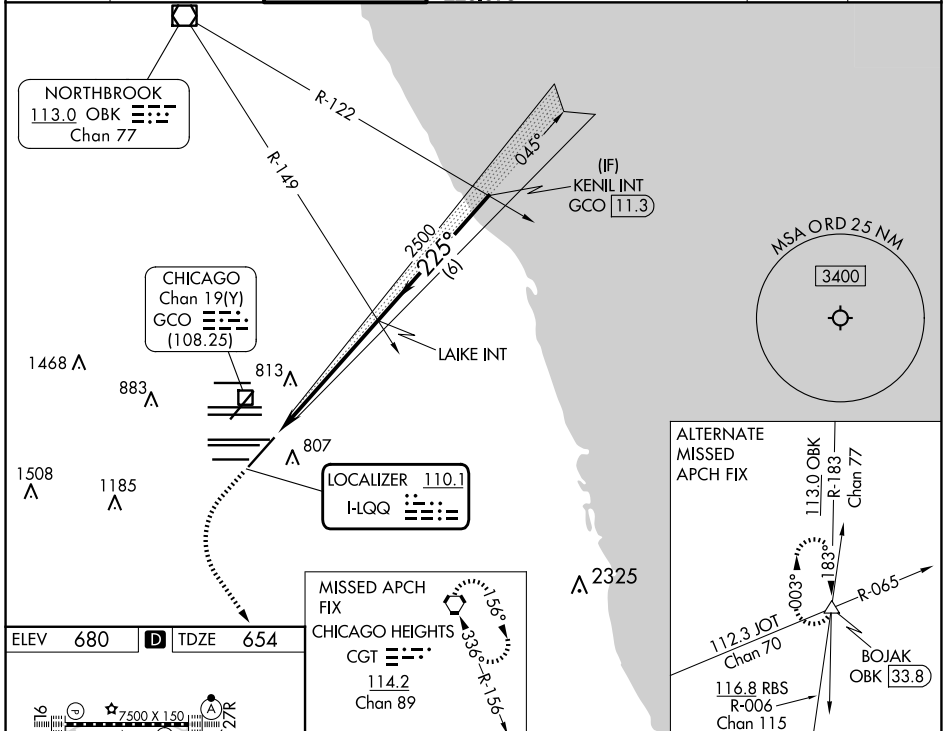 NORTHBROOK
113.0 OBK
Chan 77
R-122
R-149
045°
(IF)
KENIL INT
GCO 11.3
2500
225°
(6)
MSA ORD 25 NM
3400
CHICAGO
Chan 19(Y)
GCO
(108.25)
LAIKE INT
1468
883
813
807
1508
1185
LOCALIZER 110.1
I-LQQ
2325
ALTERNATE
MISSED
APCH FIX
113.0 OBK
R-183
Chan 77
003°
183°
R-065
112.3 JOT
Chan 70
BOJAK
OBK 33.8
116.8 RBS
R-006
Chan 115
MISSED APCH
FIX
CHICAGO HEIGHTS
CGT
114.2
Chan 89
156°
336°
R-156
ELEV 680 D TDZE 654
P
7500 X 150
A
27R